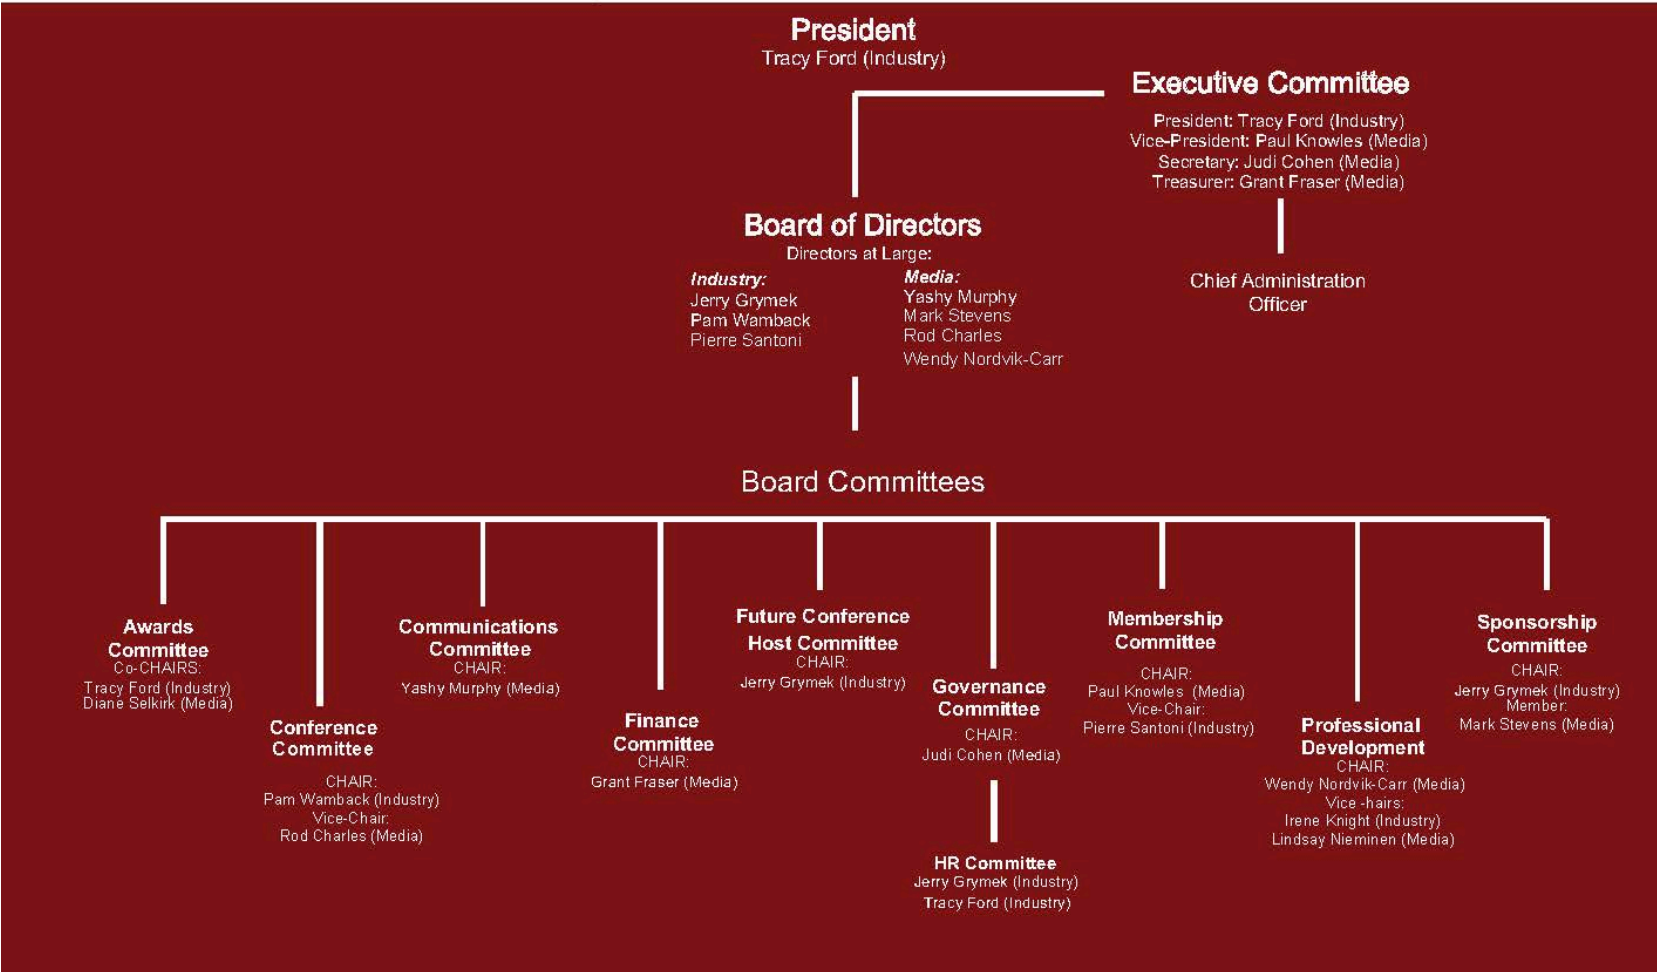 President
Tracy Ford (Industry)
Executive Committee
President: Tracy Ford (Industry)
Vice-President: Paul Knowles (Media)
Secretary: Judi Cohen (Media)
Treasurer: Grant Fraser (Media)
Chief Administration
Officer
Board of Directors
Directors at Large:
Industry:
Jerry Grymek
Pam Wamback
Pierre Santoni
Media:
Yashy Murphy
Mark Stevens
Rod Charles
Wendy Nordvik-Carr
Board Committees
Awards
Committee
Co-CHAIRS:
Tracy Ford (Industry)
Diane Selkirk (Media)
Conference
Committee
CHAIR:
Pam Wamback (Industry)
Vice-Chair:
Rod Charles (Media)
Communications
Committee
CHAIR:
Yashy Murphy (Media)
Finance
Committee
CHAIR:
Grant Fraser (Media)
Future Conference
Host Committee
CHAIR:
Jerry Grymek (Industry)
Governance
Committee
CHAIR:
Judi Cohen (Media)
HR Committee
Jerry Grymek (Industry)
Tracy Ford (Industry)
Membership
Committee
CHAIR:
Paul Knowles (Media)
Vice-Chair:
Pierre Santoni (Industry)
Professional
Development
CHAIR:
Wendy Nordvik-Carr (Media)
Vice -hairs:
Irene Knight (Industry)
Lindsay Nieminen (Media)
Sponsorship
Committee
CHAIR:
Jerry Grymek (Industry)
Member:
Mark Stevens (Media)